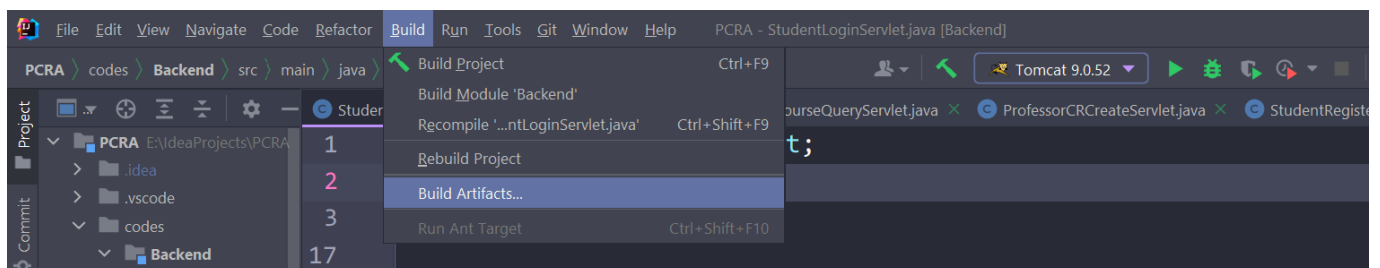 File Edit View Navigate Code Refactor Build Run Tools Git Window Help PCRA - StudentLoginServlet.java [Backend]
PCRA codes Backend src main java
Build Project Ctrl+F9
Tomcat 9.0.52
Build Module 'Backend'
Recompile '...ntLoginServlet.java' Ctrl+Shift+F9
Rebuild Project
Build Artifacts...
Run Ant Target Ctrl+Shift+F10
Project
Commit
ourseQueryServlet.java ProfessorCRCreateServlet.java StudentRegiste
Studen
PCRA E:\IdeaProjects\PCRA
.idea
.vscode
codes
Backend
1
t;
2
3
17